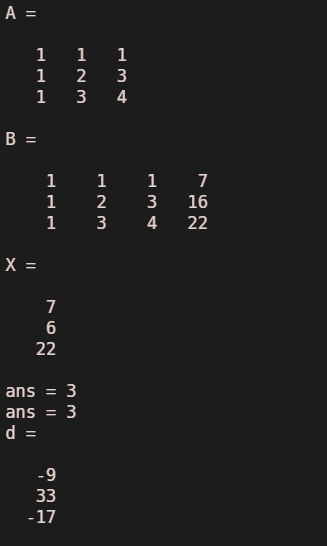 A =
1 1 1
1 2 3
1 3 4
B =
1 1 1 7
1 2 3 16
1 3 4 22
X =
7
6
22
ans = 3
ans = 3
d =
-9
33
-17